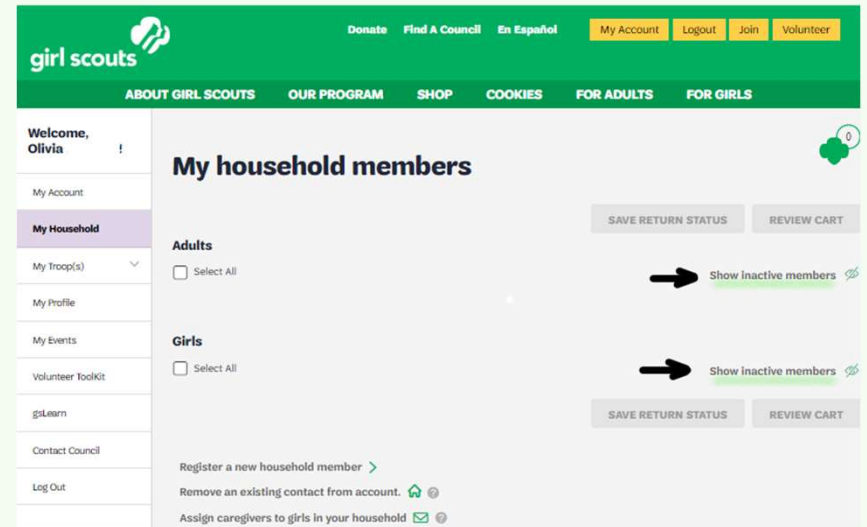 girl scouts
Donate Find A Council En Español My Account Logout Join Volunteer
ABOUT GIRL SCOUTS OUR PROGRAM SHOP COOKIES FOR ADULTS FOR GIRLS
Welcome,
Olivia !
My Account
My Household
My Troop(s)
My Profile
My Events
Volunteer ToolKit
gsLearn
Contact Council
Log Out
0
My household members
SAVE RETURN STATUS REVIEW CART
Adults
Select All
Show inactive members
Girls
Select All
Show inactive members
SAVE RETURN STATUS REVIEW CART
Register a new household member >
Remove an existing contact from account. ?
Assign caregivers to girls in your household ?